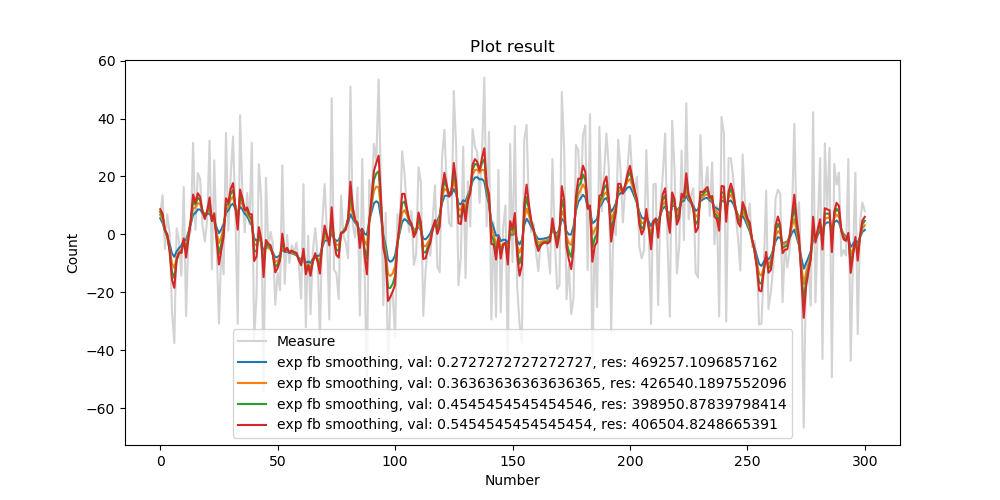 Plot result
60
40
20
0
−20
−40
−60
Count
Measure
exp fb smoothing, val: 0.2727272727272727, res: 469257.1096857162
exp fb smoothing, val: 0.36363636363636365, res: 426540.1897552096
exp fb smoothing, val: 0.4545454545454546, res: 398950.87839798414
exp fb smoothing, val: 0.5454545454545454, res: 406504.8248665391
0 50 100 150 200 250 300
Number